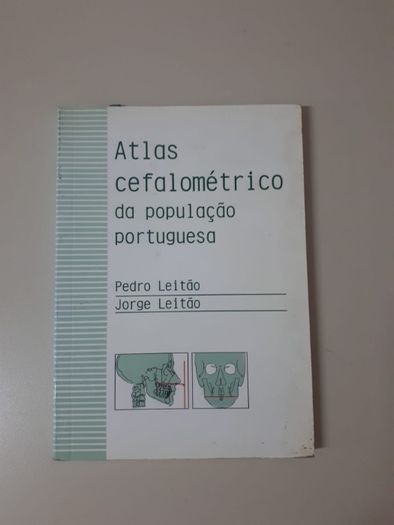 Atlas
cefalométrico
da população
portuguesa
Pedro Leitão
Jorge Leitão